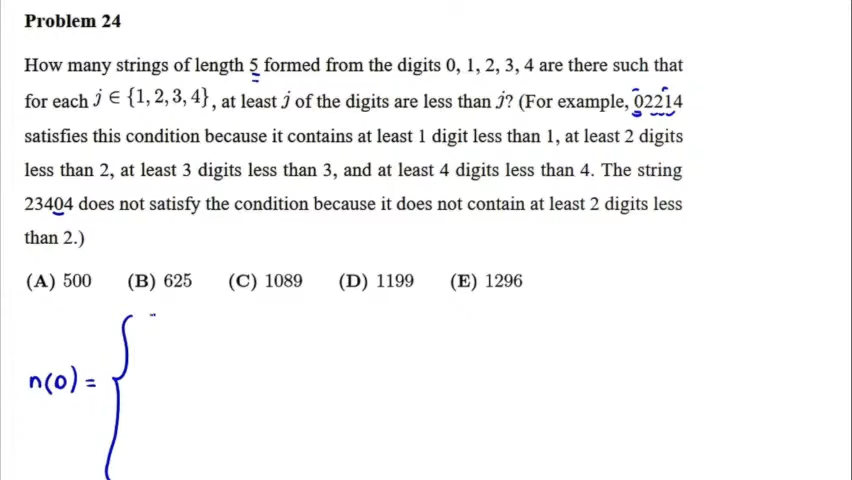 Problem 24
How many strings of length 5 formed from the digits 0, 1, 2, 3, 4 are there such that
for each j ∈ {1, 2, 3, 4}, at least j of the digits are less than j? (For example, 02214
satisfies this condition because it contains at least 1 digit less than 1, at least 2 digits
less than 2, at least 3 digits less than 3, and at least 4 digits less than 4. The string
23404 does not satisfy the condition because it does not contain at least 2 digits less
than 2.)
(A) 500 (B) 625 (C) 1089 (D) 1199 (E) 1296
n(0) = {